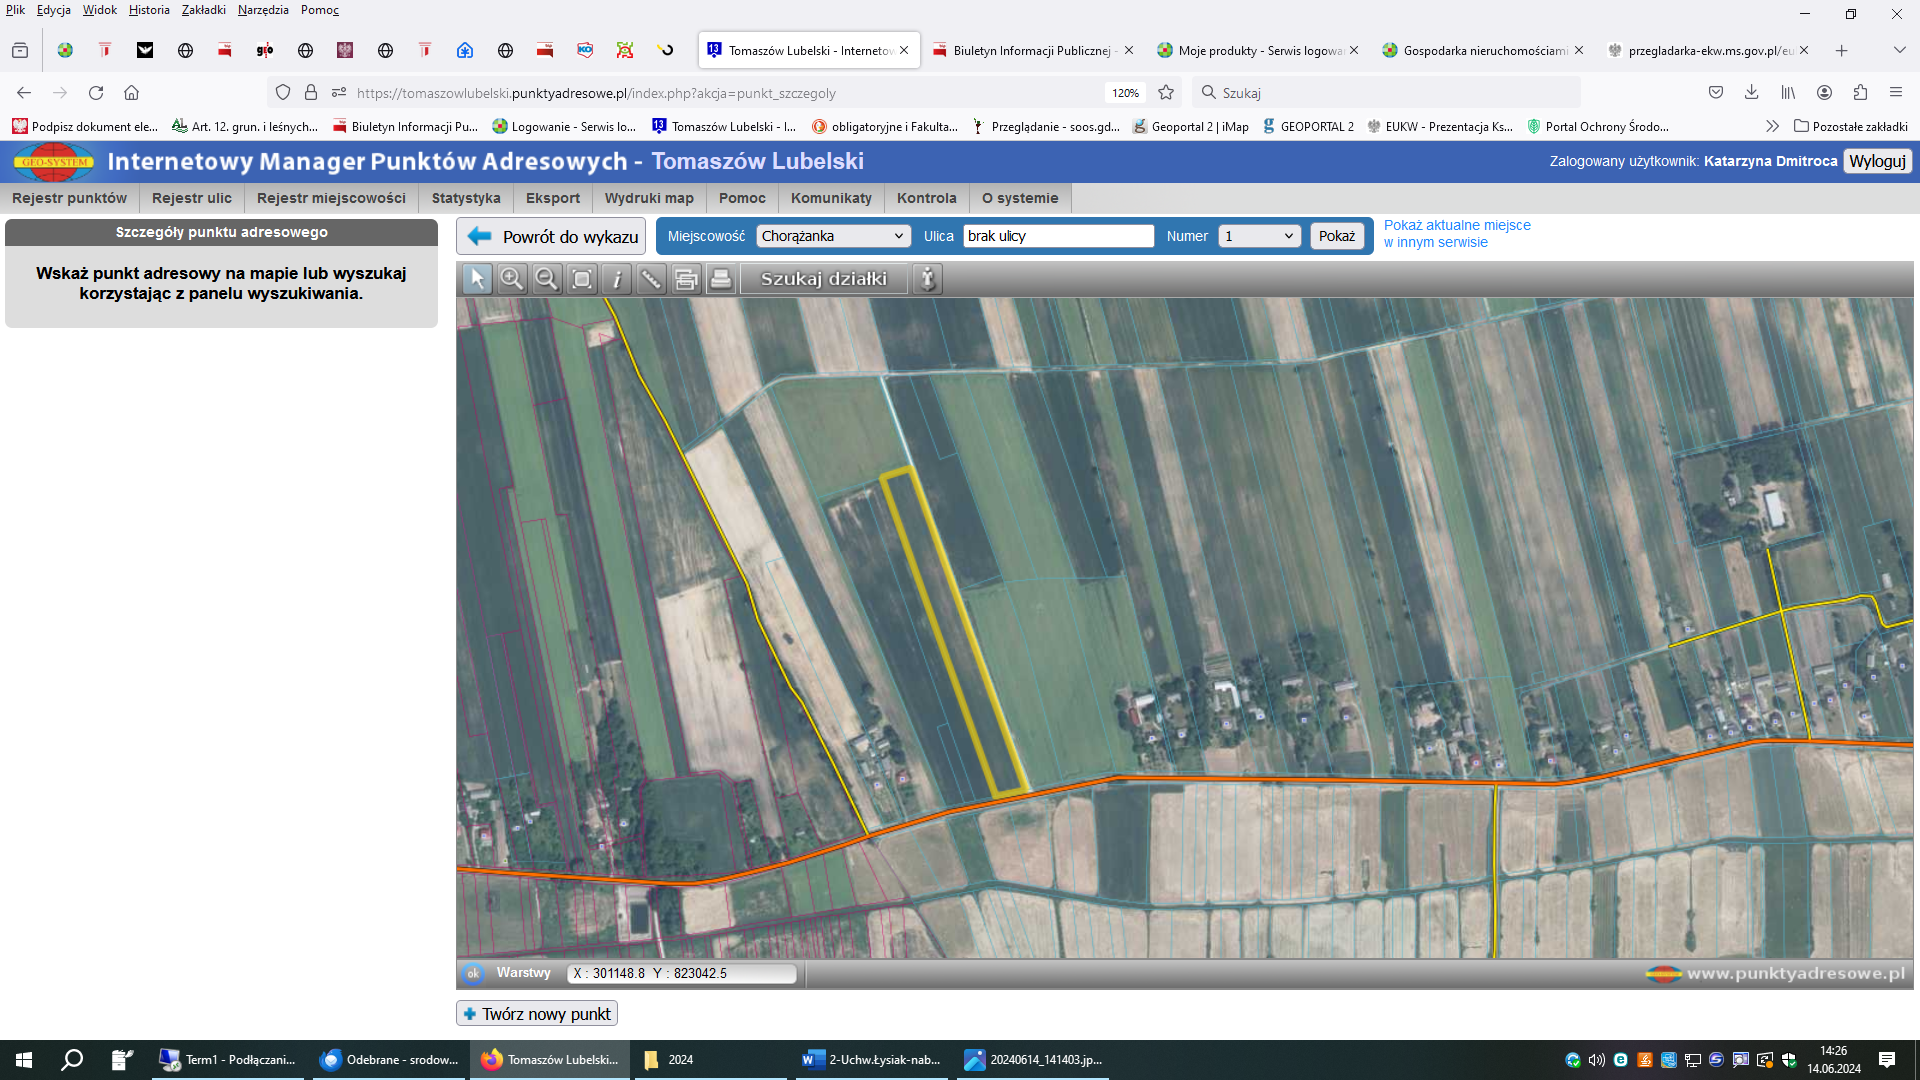 Plik Edycja Widok Historia Zakładki Narzędzia Pomoc
Tomaszów Lubelski - Internetow
Biuletyn Informacji Publicznej -
Moje produkty - Serwis logowan
Gospodarka nieruchomościami
przegladarka-ekw.ms.gov.pl/eu
https://tomaszowlubelski.punktyadresowe.pl/index.php?akcja=punkt_szczegoly
120%
Szukaj
Podpisz dokument ele...
Art. 12. grun. i leśnych...
Biuletyn Informacji Pu...
Logowanie - Serwis lo...
Tomaszów Lubelski - I...
obligatoryjne i Fakulta...
Przeglądanie - soos.gd...
Geoportal 2 | iMap
GEOPORTAL 2
EUKW - Prezentacja Ks...
Portal Ochrony Środo...
Pozostałe zakładki
GEO-SYSTEM
Internetowy Manager Punktów Adresowych - Tomaszów Lubelski
Zalogowany użytkownik: Katarzyna Dmitroca
Wyloguj
Rejestr punktów Rejestr ulic Rejestr miejscowości Statystyka Eksport Wydruki map Pomoc Komunikaty Kontrola O systemie
Szczegóły punktu adresowego
Wskaż punkt adresowy na mapie lub wyszukaj
korzystając z panelu wyszukiwania.
Powrót do wykazu
Miejscowość Chorążanka Ulica brak ulicy Numer 1 Pokaż
Pokaż aktualne miejsce
w innym serwisie
Szukaj działki
ok Warstwy X : 301148.8 Y : 823042.5
www.punktyadresowe.pl
Twórz nowy punkt
Term1 - Podłączani...
Odebrane - srodow...
Tomaszów Lubelski...
2024
2-Uchw.Łysiak-nab...
20240614_141403.jp...
14:26
14.06.2024